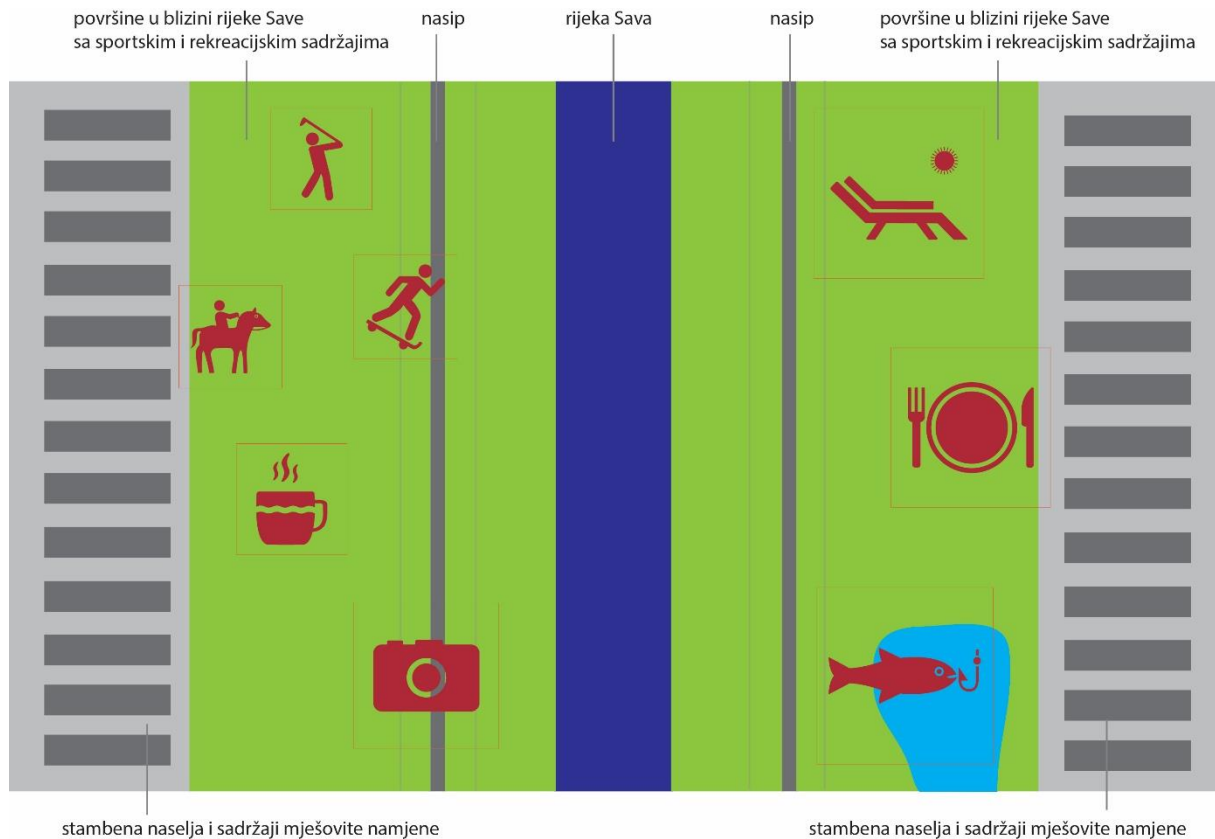 površine u blizini rijeke Save
sa sportskim i rekreacijskim sadržajima
nasip
rijeka Sava
nasip
površine u blizini rijeke Save
sa sportskim i rekreacijskim sadržajima
stambena naselja i sadržaji mješovite namjene
stambena naselja i sadržaji mješovite namjene